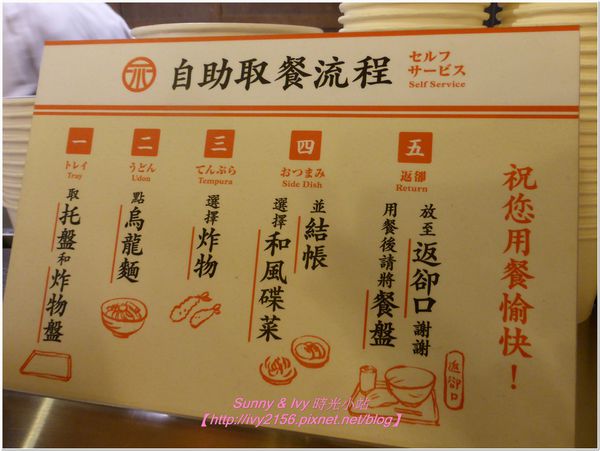 自助取餐流程
セルフ
サービス
Self Service
一
トレイ
Tray
取托盤和炸物盤
二
うどん
Udon
點烏龍麵
三
てんぷら
Tempura
選擇炸物
四
おつまみ
Side Dish
選擇和風碟菜
並結帳
五
返卻
Return
用餐後請將餐盤
放至返卻口謝謝
祝您用餐愉快！
返卻口
Sunny & Ivy 時光小站
【http://ivy2156.pixnet.net/blog】